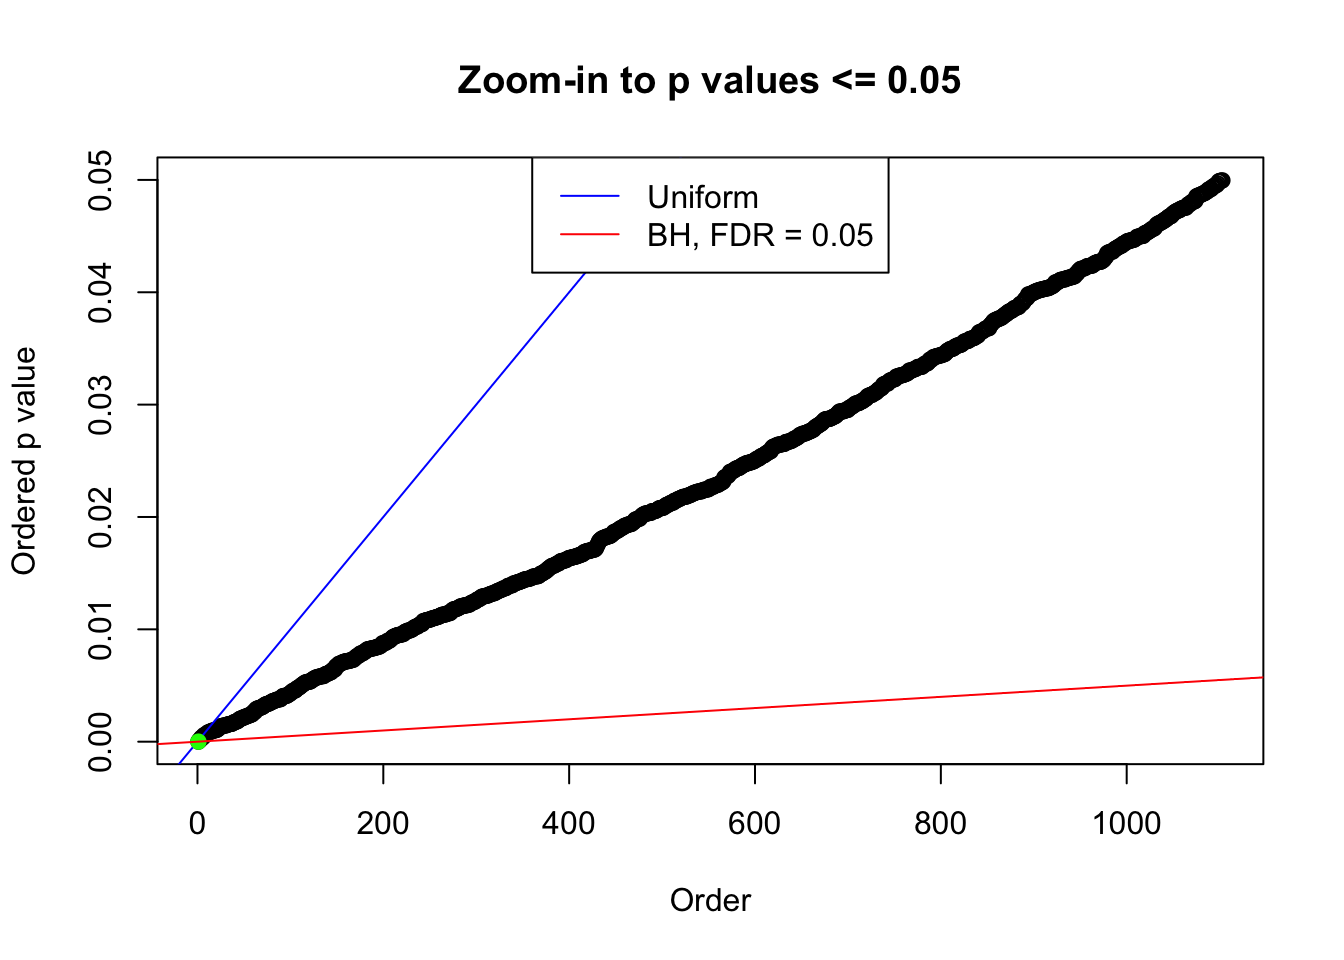 Zoom-in to p values <= 0.05
Uniform
BH, FDR = 0.05
Ordered p value
0.05
0.04
0.03
0.02
0.01
0.00
0 200 400 600 800 1000
Order